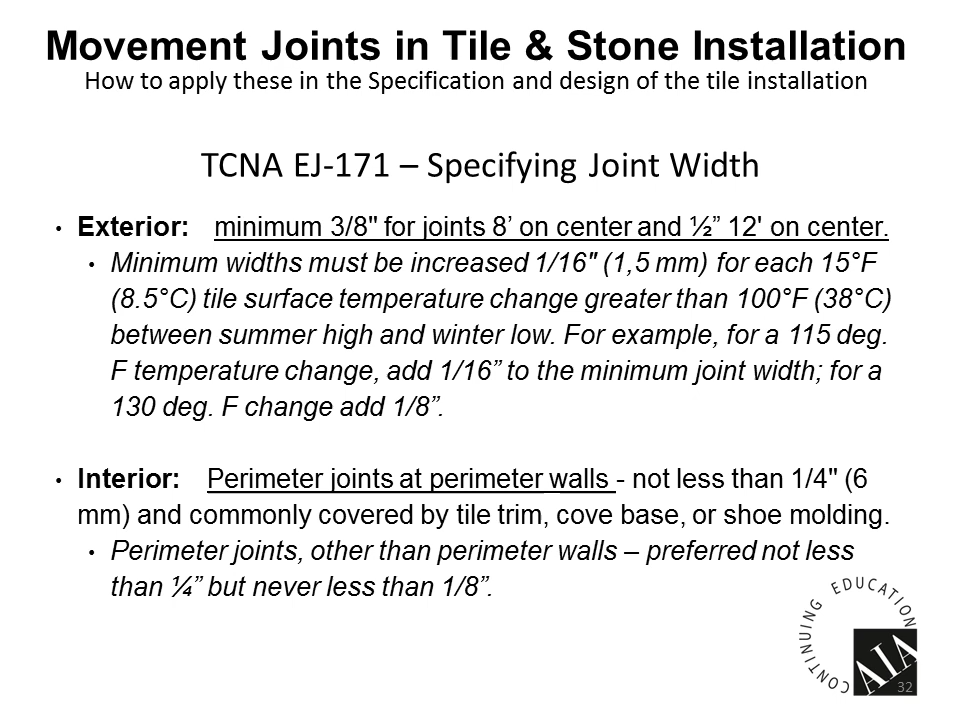 Movement Joints in Tile & Stone Installation
How to apply these in the Specification and design of the tile installation
TCNA EJ-171 – Specifying Joint Width
• Exterior: minimum 3/8" for joints 8’ on center and ½” 12' on center.
• Minimum widths must be increased 1/16" (1,5 mm) for each 15°F
(8.5°C) tile surface temperature change greater than 100°F (38°C)
between summer high and winter low. For example, for a 115 deg.
F temperature change, add 1/16” to the minimum joint width; for a
130 deg. F change add 1/8”.
• Interior: Perimeter joints at perimeter walls - not less than 1/4" (6
mm) and commonly covered by tile trim, cove base, or shoe molding.
• Perimeter joints, other than perimeter walls – preferred not less
than ¼” but never less than 1/8”.
CONTINUING EDUCATION
AIA
32